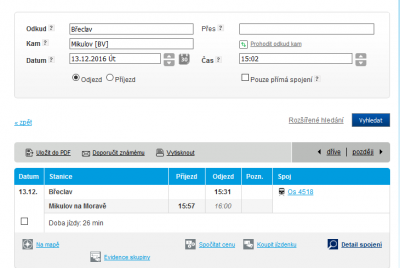 Odkud ? Břeclav Přes ?
Kam ? Mikulov [BV] Prohodit odkud kam
Datum ? 13.12.2016 Út 31 Čas ? 15:02
Odjezd Příjezd Pouze přímá spojení ?
« zpět Rozšířené hledání Vyhledat
Uložit do PDF Doporučit známému Vytisknout dříve | později
Datum Stanice Příjezd Odjezd Pozn. Spoj
13.12. Břeclav 15:31 Os 4518
Mikulov na Moravě 15:57 16:00
Doba jízdy: 26 min
Na mapě Spočítat cenu Koupit jízdenku Detail spojení
Evidence skupiny